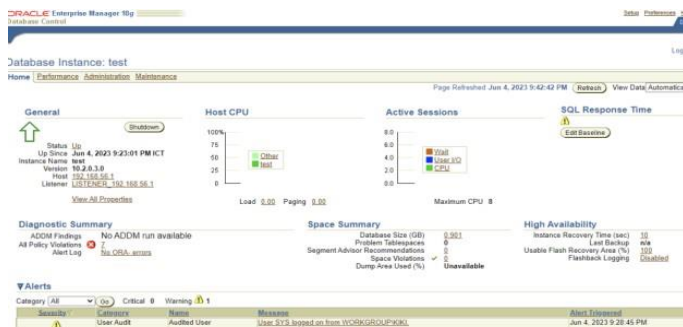 ORACLE Enterprise Manager 10g
Database Control
Setup Preferences
Log
Database Instance: test
Home Performance Administration Maintenance
Page Refreshed Jun 4, 2023 9:42:42 PM Refresh View Data Automatica
General
Shutdown
Status Up
Up Since Jun 4, 2023 9:23:01 PM ICT
Instance Name test
Version 10.2.0.3.0
Host 192.168.56.1
Listener LISTENER_192.168.56.1
View All Properties
Host CPU
100%
75
50
25
0
Other
test
Load 0.00 Paging 0.00
Active Sessions
8.0
6.0
4.0
2.0
0.0
Wait
User I/O
CPU
Maximum CPU 8
SQL Response Time
Edit Baseline
Diagnostic Summary
ADDM Findings No ADDM run available
All Policy Violations 7
Alert Log No ORA- errors
Space Summary
Database Size (GB) 0.901
Problem Tablespaces 0
Segment Advisor Recommendations 0
Space Violations 0
Dump Area Used (%) Unavailable
High Availability
Instance Recovery Time (sec) 10
Last Backup n/a
Usable Flash Recovery Area (%) 100
Flashback Logging Disabled
Alerts
Category All Go Critical 0 Warning 1
Severity Category Name Message Alert Triggered
User Audit Audited User User SYS logged on from WORKGROUP\KIKI. Jun 4, 2023 9:28:45 PM